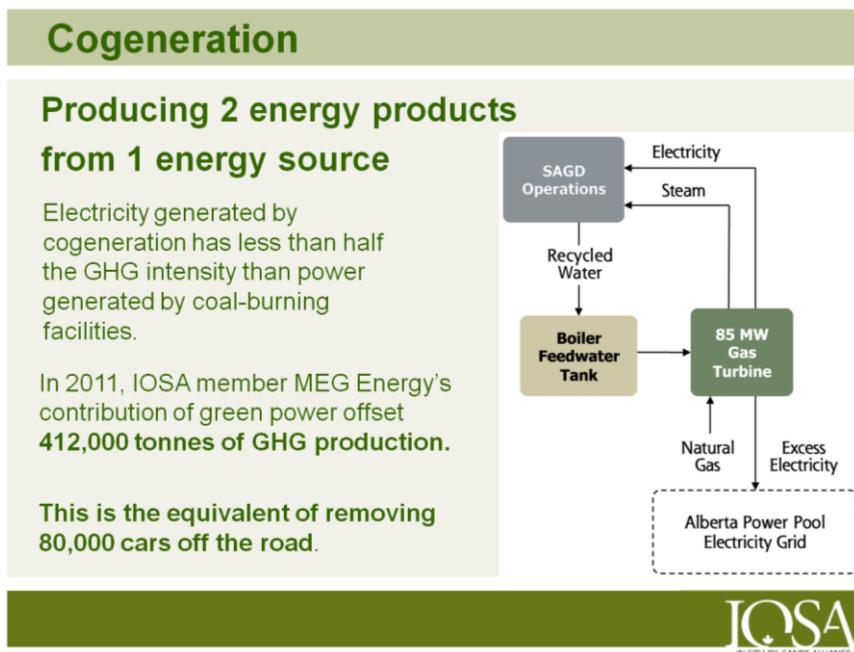 Cogeneration
Producing 2 energy products
from 1 energy source
Electricity generated by
cogeneration has less than half
the GHG intensity than power
generated by coal-burning
facilities.
In 2011, IOSA member MEG Energy's
contribution of green power offset
412,000 tonnes of GHG production.
This is the equivalent of removing
80,000 cars off the road.
SAGD
Operations
Electricity
Steam
Recycled
Water
Boiler
Feedwater
Tank
85 MW
Gas
Turbine
Natural
Gas
Excess
Electricity
Alberta Power Pool
Electricity Grid
IOSA